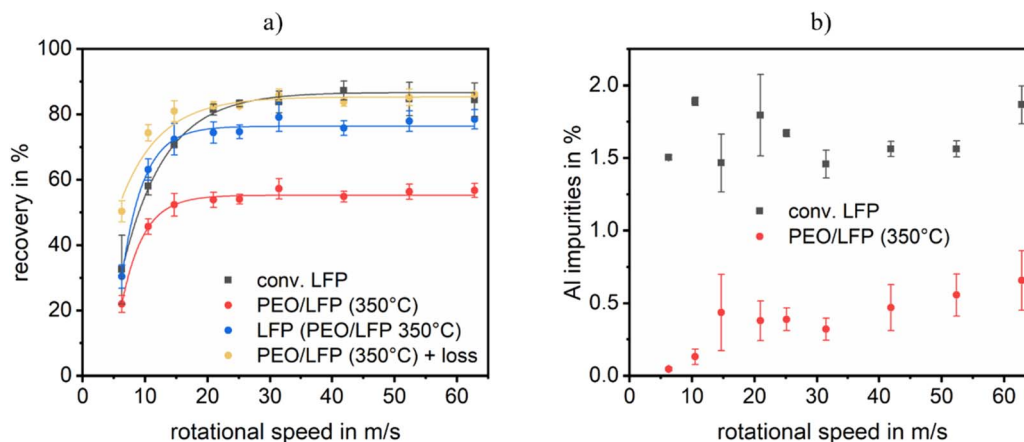 a)
recovery in %
100
80
60
40
20
0
conv. LFP
PEO/LFP (350°C)
LFP (PEO/LFP 350°C)
PEO/LFP (350°C) + loss
0 10 20 30 40 50 60
rotational speed in m/s
b)
Al impurities in %
2.0
1.5
1.0
0.5
0.0
conv. LFP
PEO/LFP (350°C)
0 10 20 30 40 50 60
rotational speed in m/s